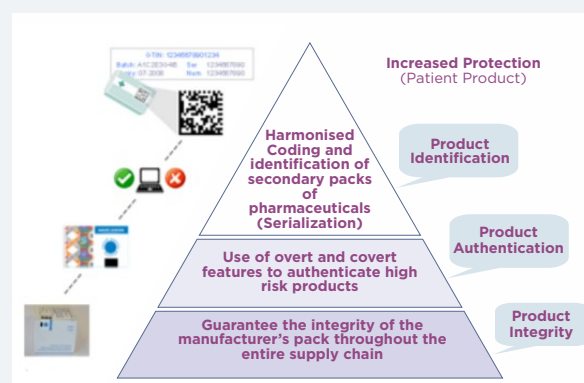 GTIN: 12345678901234
Increased Protection
(Patient Product)
Harmonised
Coding and
identification of
secondary packs
of
pharmaceuticals
(Serialization)
Product
Identification
Use of overt and covert
features to authenticate high
risk products
Product
Authentication
Guarantee the integrity of the
manufacturer's pack throughout the
entire supply chain
Product
Integrity